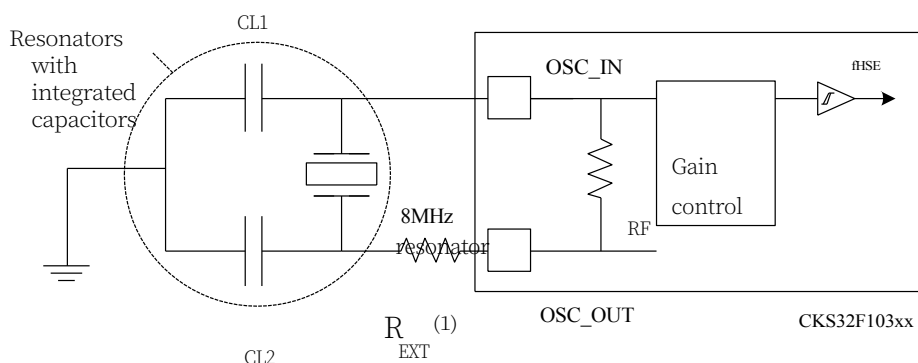 CL1
Resonators
with
integrated
capacitors
OSC_IN
fHSE
Gain
control
8MHz
resonator
RF
R
EXT
(1)
OSC_OUT
CKS32F103xx
CL2